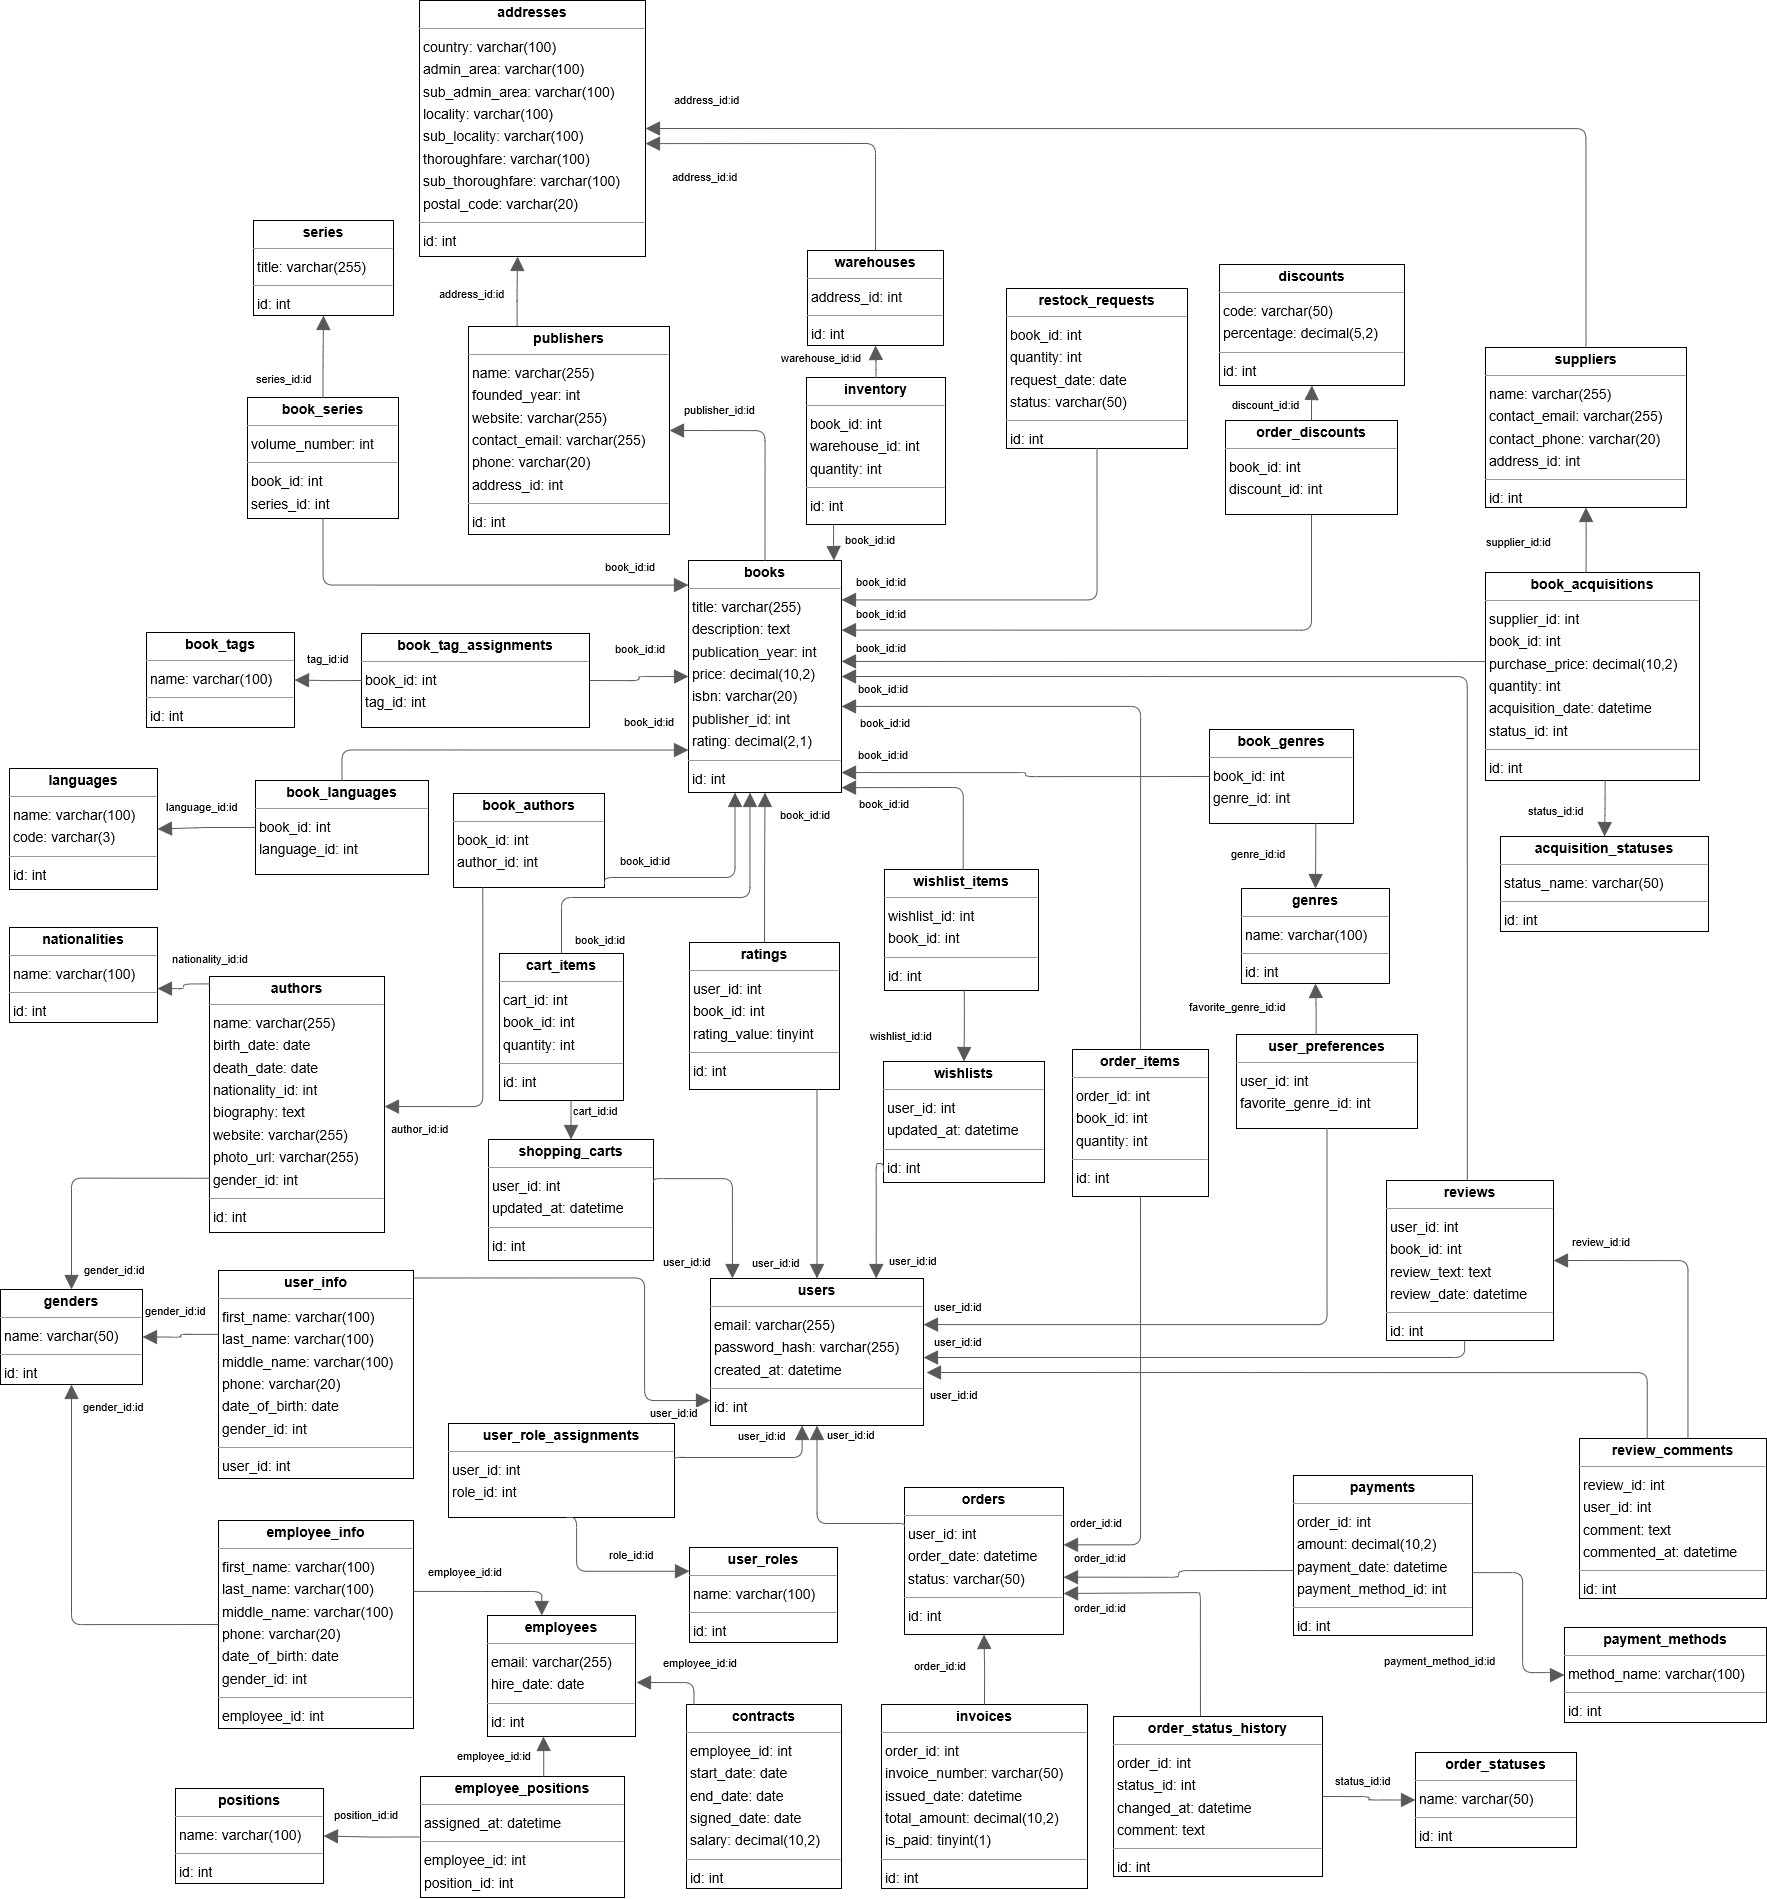 addresses
country: varchar(100)
admin_area: varchar(100)
sub_admin_area: varchar(100)
locality: varchar(100)
sub_locality: varchar(100)
thoroughfare: varchar(100)
sub_thoroughfare: varchar(100)
postal_code: varchar(20)
id: int
address_id:id
address_id:id
address_id:id
series
title: varchar(255)
id: int
series_id:id
book_series
volume_number: int
book_id: int
series_id: int
book_id:id
publishers
name: varchar(255)
founded_year: int
website: varchar(255)
contact_email: varchar(255)
phone: varchar(20)
address_id: int
id: int
publisher_id:id
warehouses
address_id: int
id: int
warehouse_id:id
inventory
book_id: int
warehouse_id: int
quantity: int
id: int
book_id:id
restock_requests
book_id: int
quantity: int
request_date: date
status: varchar(50)
id: int
book_id:id
discounts
code: varchar(50)
percentage: decimal(5,2)
id: int
discount_id:id
order_discounts
book_id: int
discount_id: int
book_id:id
suppliers
name: varchar(255)
contact_email: varchar(255)
contact_phone: varchar(20)
address_id: int
id: int
supplier_id:id
book_acquisitions
supplier_id: int
book_id: int
purchase_price: decimal(10,2)
quantity: int
acquisition_date: datetime
status_id: int
id: int
book_id:id
status_id:id
acquisition_statuses
status_name: varchar(50)
id: int
books
title: varchar(255)
description: text
publication_year: int
price: decimal(10,2)
isbn: varchar(20)
publisher_id: int
rating: decimal(2,1)
id: int
book_id:id
book_id:id
book_id:id
book_id:id
book_tags
name: varchar(100)
id: int
tag_id:id
book_tag_assignments
book_id: int
tag_id: int
book_id:id
book_id:id
languages
name: varchar(100)
code: varchar(3)
id: int
language_id:id
book_languages
book_id: int
language_id: int
book_authors
book_id: int
author_id: int
book_id:id
book_id:id
book_genres
book_id: int
genre_id: int
genre_id:id
genres
name: varchar(100)
id: int
favorite_genre_id:id
user_preferences
user_id: int
favorite_genre_id: int
nationalities
name: varchar(100)
id: int
nationality_id:id
authors
name: varchar(255)
birth_date: date
death_date: date
nationality_id: int
biography: text
website: varchar(255)
photo_url: varchar(255)
gender_id: int
id: int
author_id:id
book_id:id
cart_items
cart_id: int
book_id: int
quantity: int
id: int
cart_id:id
shopping_carts
user_id: int
updated_at: datetime
id: int
user_id:id
ratings
user_id: int
book_id: int
rating_value: tinyint
id: int
user_id:id
wishlist_items
wishlist_id: int
book_id: int
id: int
wishlist_id:id
wishlists
user_id: int
updated_at: datetime
id: int
user_id:id
order_items
order_id: int
book_id: int
quantity: int
id: int
reviews
user_id: int
book_id: int
review_text: text
review_date: datetime
id: int
review_id:id
gender_id:id
genders
name: varchar(50)
id: int
gender_id:id
gender_id:id
user_info
first_name: varchar(100)
last_name: varchar(100)
middle_name: varchar(100)
phone: varchar(20)
date_of_birth: date
gender_id: int
user_id: int
user_id:id
users
email: varchar(255)
password_hash: varchar(255)
created_at: datetime
id: int
user_id:id
user_id:id
user_id:id
user_id:id
user_id:id
user_role_assignments
user_id: int
role_id: int
role_id:id
user_roles
name: varchar(100)
id: int
orders
user_id: int
order_date: datetime
status: varchar(50)
id: int
order_id:id
order_id:id
order_id:id
order_id:id
payments
order_id: int
amount: decimal(10,2)
payment_date: datetime
payment_method_id: int
id: int
payment_method_id:id
review_comments
review_id: int
user_id: int
comment: text
commented_at: datetime
id: int
payment_methods
method_name: varchar(100)
id: int
employee_info
first_name: varchar(100)
last_name: varchar(100)
middle_name: varchar(100)
phone: varchar(20)
date_of_birth: date
gender_id: int
employee_id: int
employee_id:id
employees
email: varchar(255)
hire_date: date
id: int
employee_id:id
employee_id:id
positions
name: varchar(100)
id: int
position_id:id
employee_positions
assigned_at: datetime
employee_id: int
position_id: int
contracts
employee_id: int
start_date: date
end_date: date
signed_date: date
salary: decimal(10,2)
id: int
invoices
order_id: int
invoice_number: varchar(50)
issued_date: datetime
total_amount: decimal(10,2)
is_paid: tinyint(1)
id: int
order_status_history
order_id: int
status_id: int
changed_at: datetime
comment: text
id: int
status_id:id
order_statuses
name: varchar(50)
id: int